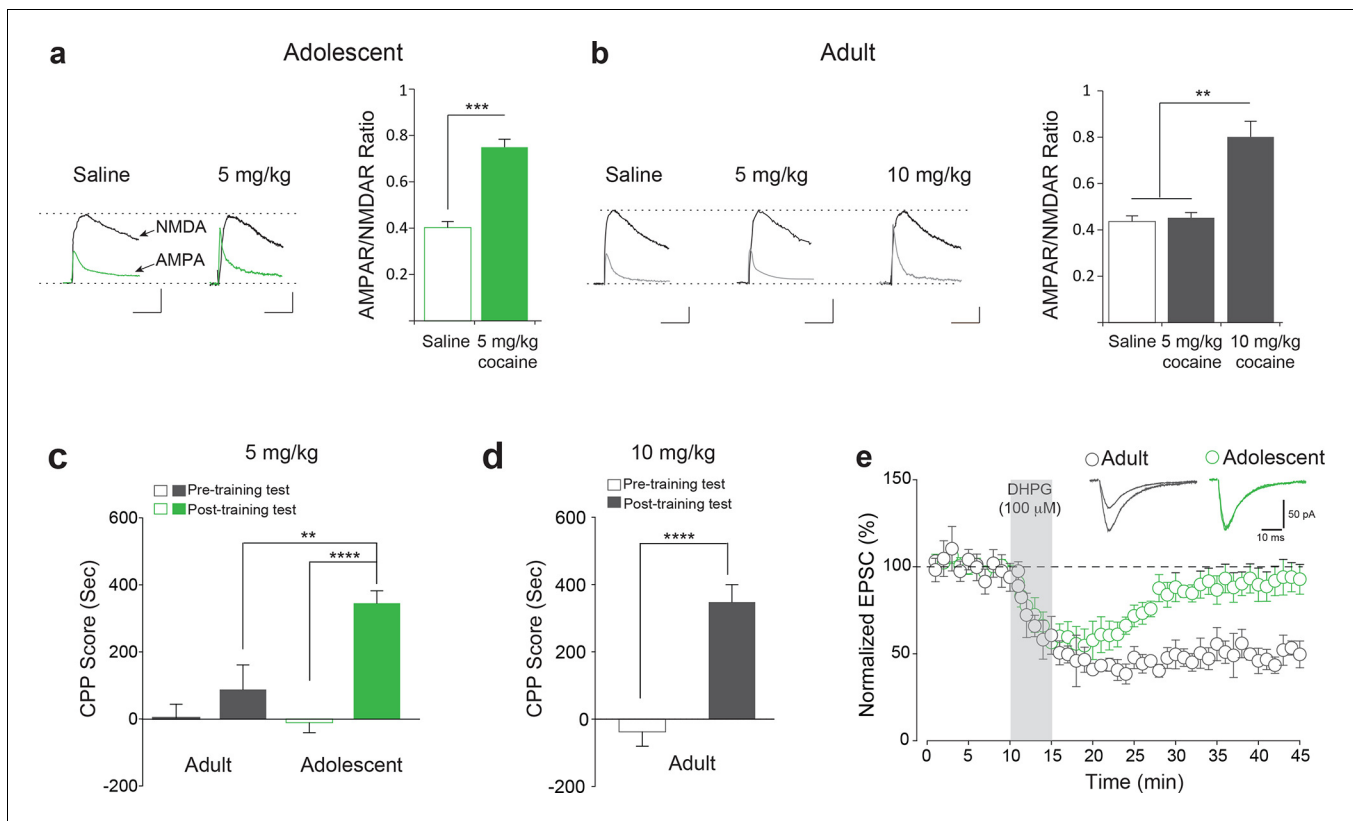 a
Adolescent
Saline
5 mg/kg
NMDA
AMPA
AMPAR/NMDAR Ratio
1
0.8
0.6
0.4
0.2
***
Saline
5 mg/kg
cocaine
b
Adult
Saline
5 mg/kg
10 mg/kg
AMPAR/NMDAR Ratio
1
0.8
0.6
0.4
0.2
**
Saline
5 mg/kg
cocaine
10 mg/kg
cocaine
c
5 mg/kg
Pre-training test
Post-training test
CPP Score (Sec)
600
400
200
0
-200
**
****
Adult
Adolescent
d
10 mg/kg
Pre-training test
Post-training test
CPP Score (Sec)
600
400
200
0
-200
****
Adult
e
Adult
Adolescent
DHPG
(100 μM)
50 pA
10 ms
Normalized EPSC (%)
150
100
50
0
0
5
10
15
20
25
30
35
40
45
Time (min)